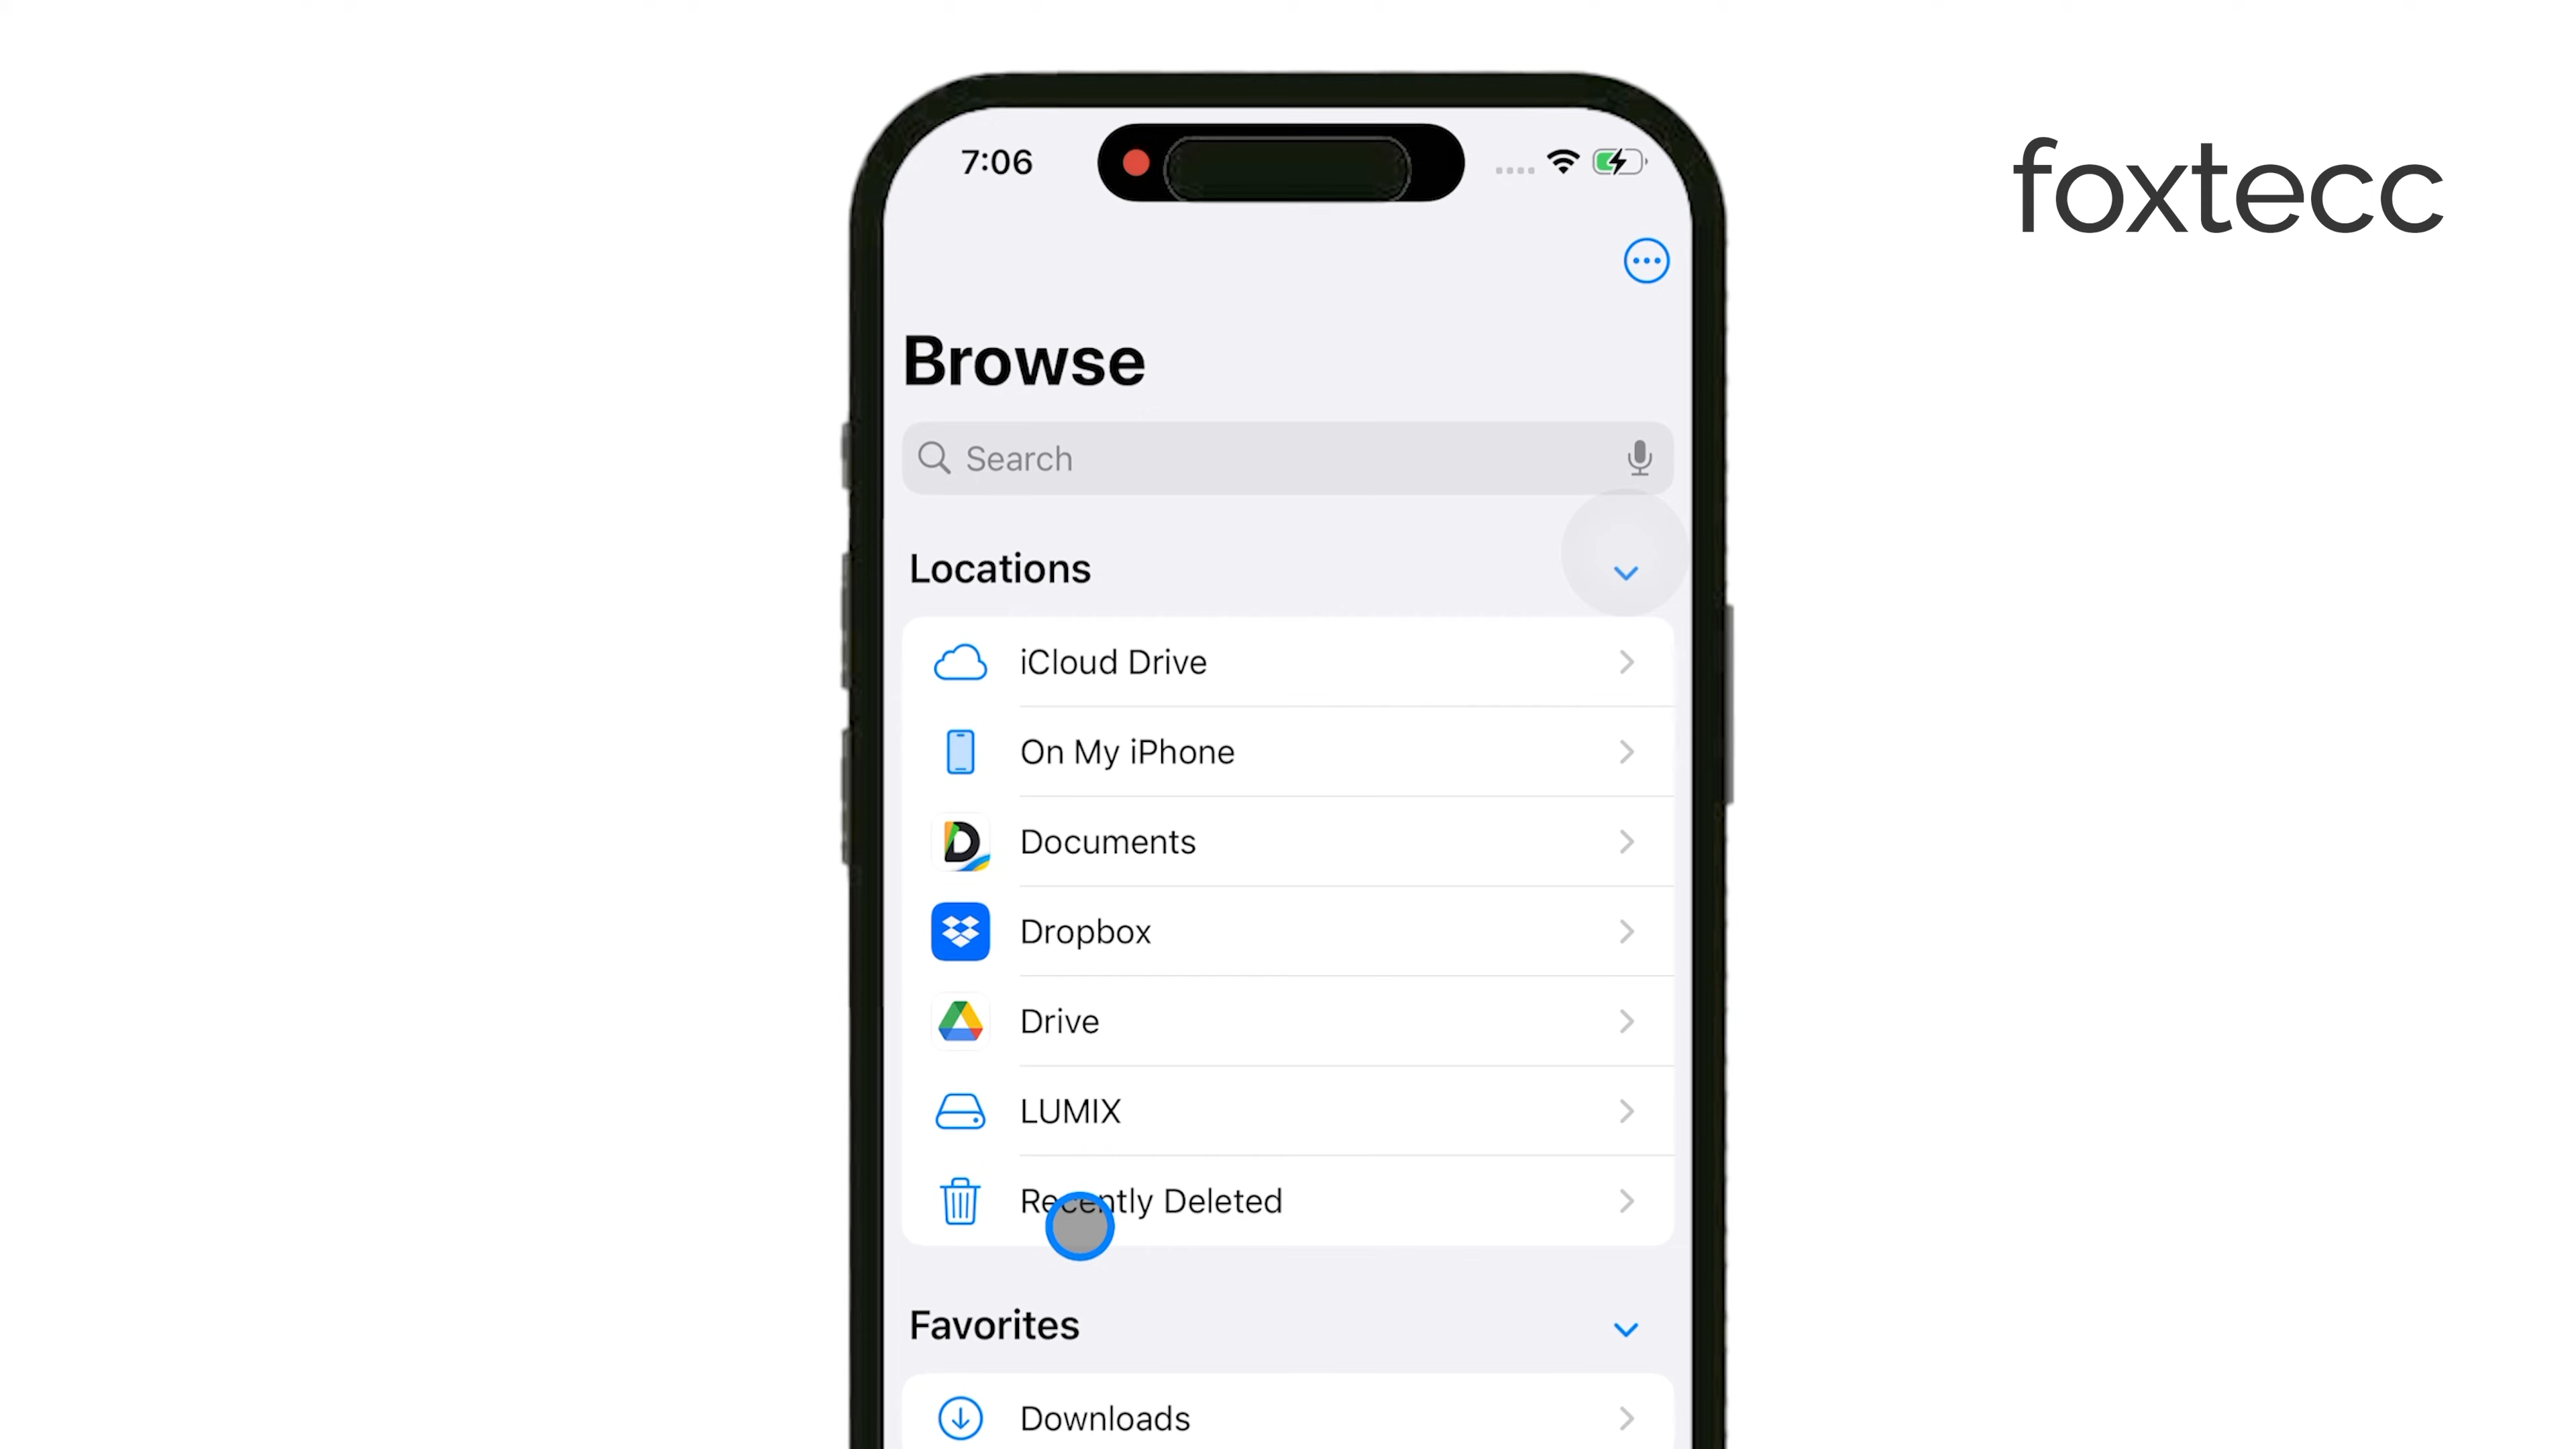 7:06
foxtecc
Browse
Search
Locations
iCloud Drive
On My iPhone
Documents
Dropbox
Drive
LUMIX
Recently Deleted
Favorites
Downloads